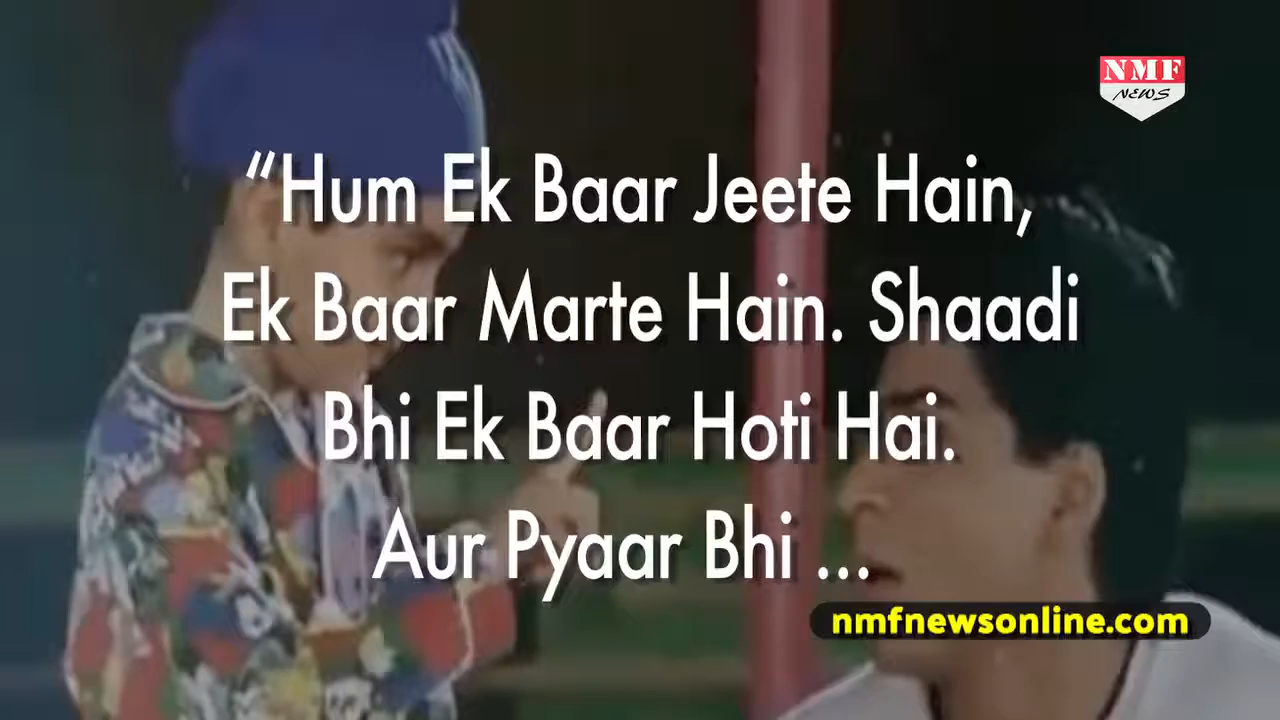 NMF
NEWS
“Hum Ek Baar Jeete Hain,
Ek Baar Marte Hain. Shaadi
Bhi Ek Baar Hoti Hai.
Aur Pyaar Bhi ...
nmfnewsonline.com